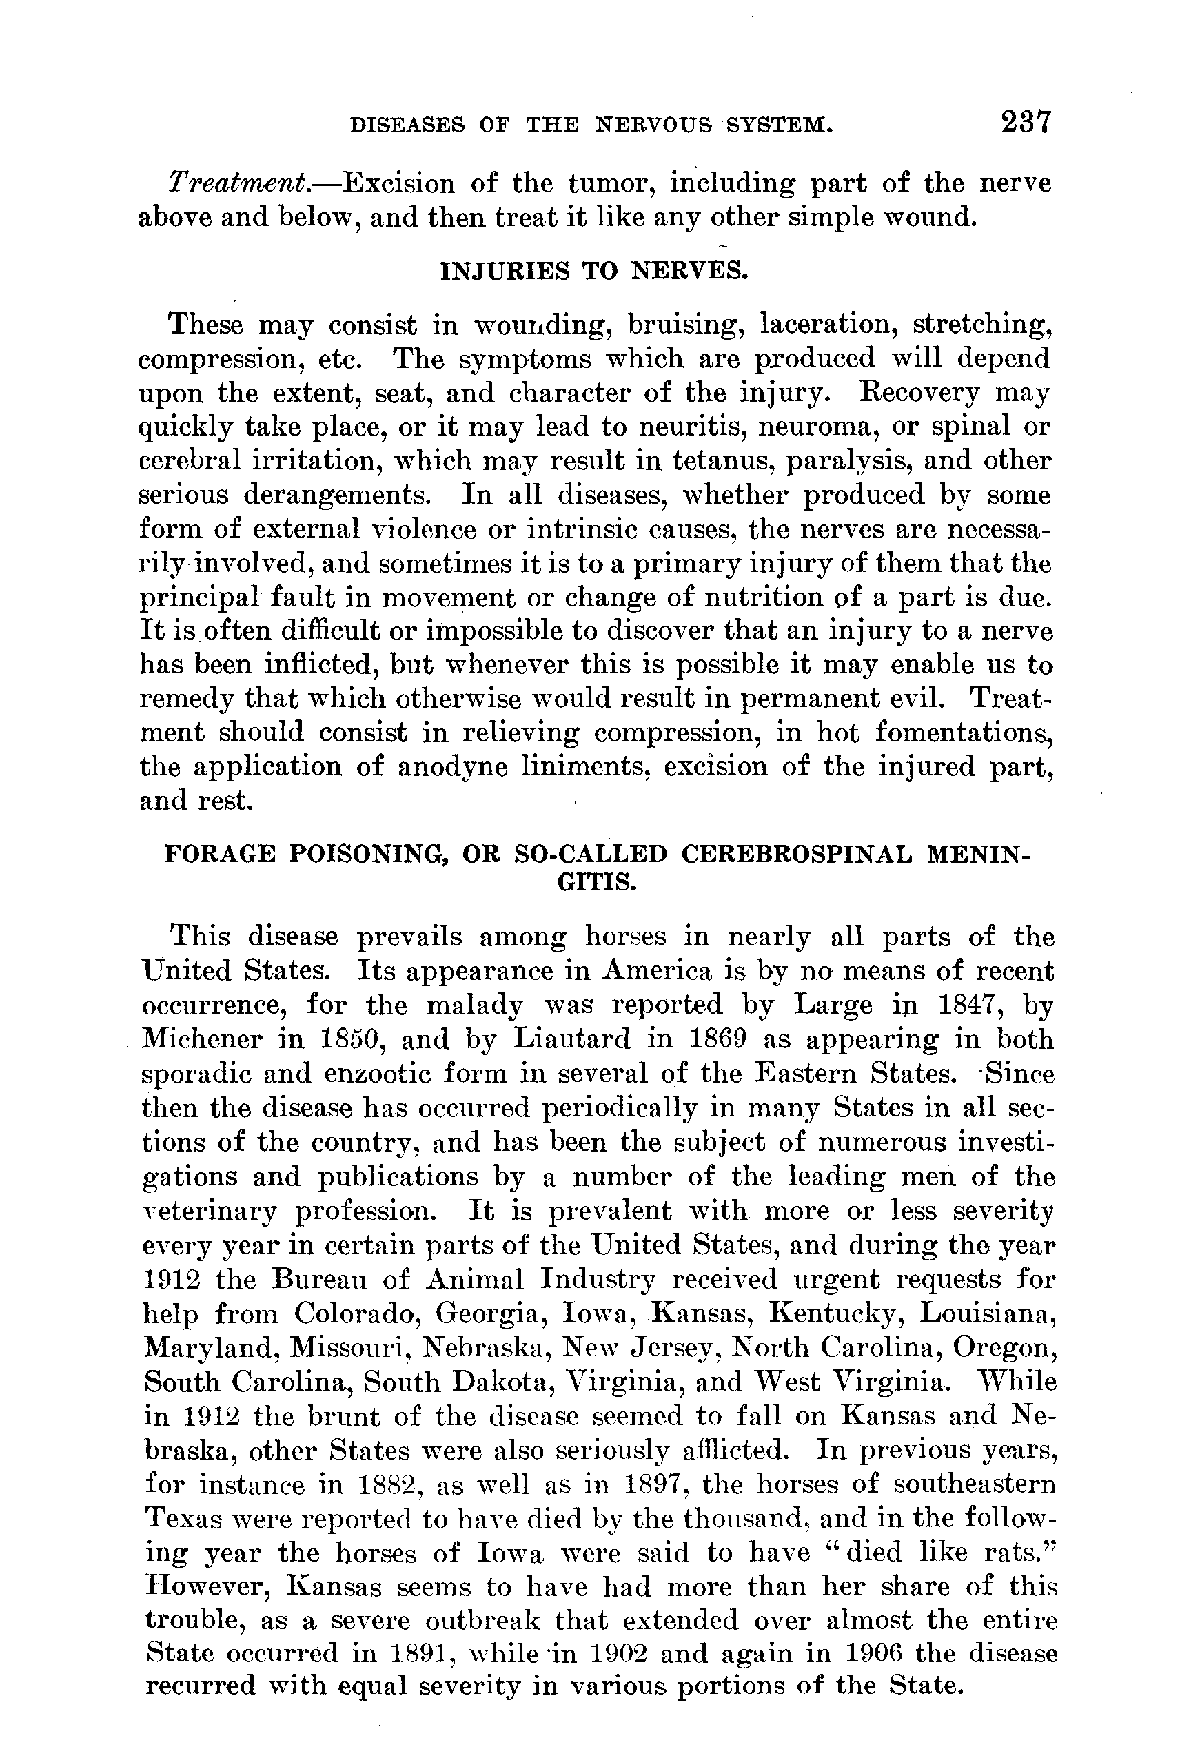 DISEASES OF THE NERVOUS SYSTEM. 237
Treatment.—Excision of the tumor, including part of the nerve
above and below, and then treat it like any other simple wound.
INJURIES TO NERVES.
These may consist in wounding, bruising, laceration, stretching,
compression, etc. The symptoms which are produced will depend
upon the extent, seat, and character of the injury. Recovery may
quickly take place, or it may lead to neuritis, neuroma, or spinal or
cerebral irritation, which may result in tetanus, paralysis, and other
serious derangements. In all diseases, whether produced by some
form of external violence or intrinsic causes, the nerves are necessa-
rily involved, and sometimes it is to a primary injury of them that the
principal fault in movement or change of nutrition of a part is due.
It is often difficult or impossible to discover that an injury to a nerve
has been inflicted, but whenever this is possible it may enable us to
remedy that which otherwise would result in permanent evil. Treat-
ment should consist in relieving compression, in hot fomentations,
the application of anodyne liniments, excision of the injured part,
and rest.
FORAGE POISONING, OR SO-CALLED CEREBROSPINAL MENIN-
GITIS.
This disease prevails among horses in nearly all parts of the
United States. Its appearance in America is by no means of recent
occurrence, for the malady was reported by Large in 1847, by
Michener in 1850, and by Liautard in 1869 as appearing in both
sporadic and enzootic form in several of the Eastern States. Since
then the disease has occurred periodically in many States in all sec-
tions of the country, and has been the subject of numerous investi-
gations and publications by a number of the leading men of the
veterinary profession. It is prevalent with more or less severity
every year in certain parts of the United States, and during the year
1912 the Bureau of Animal Industry received urgent requests for
help from Colorado, Georgia, Iowa, Kansas, Kentucky, Louisiana,
Maryland, Missouri, Nebraska, New Jersey, North Carolina, Oregon,
South Carolina, South Dakota, Virginia, and West Virginia. While
in 1912 the brunt of the disease seemed to fall on Kansas and Ne-
braska, other States were also seriously afflicted. In previous years,
for instance in 1882, as well as in 1897, the horses of southeastern
Texas were reported to have died by the thousand, and in the follow-
ing year the horses of Iowa were said to have "died like rats."
However, Kansas seems to have had more than her share of this
trouble, as a severe outbreak that extended over almost the entire
State occurred in 1891, while in 1902 and again in 1906 the disease
recurred with equal severity in various portions of the State.